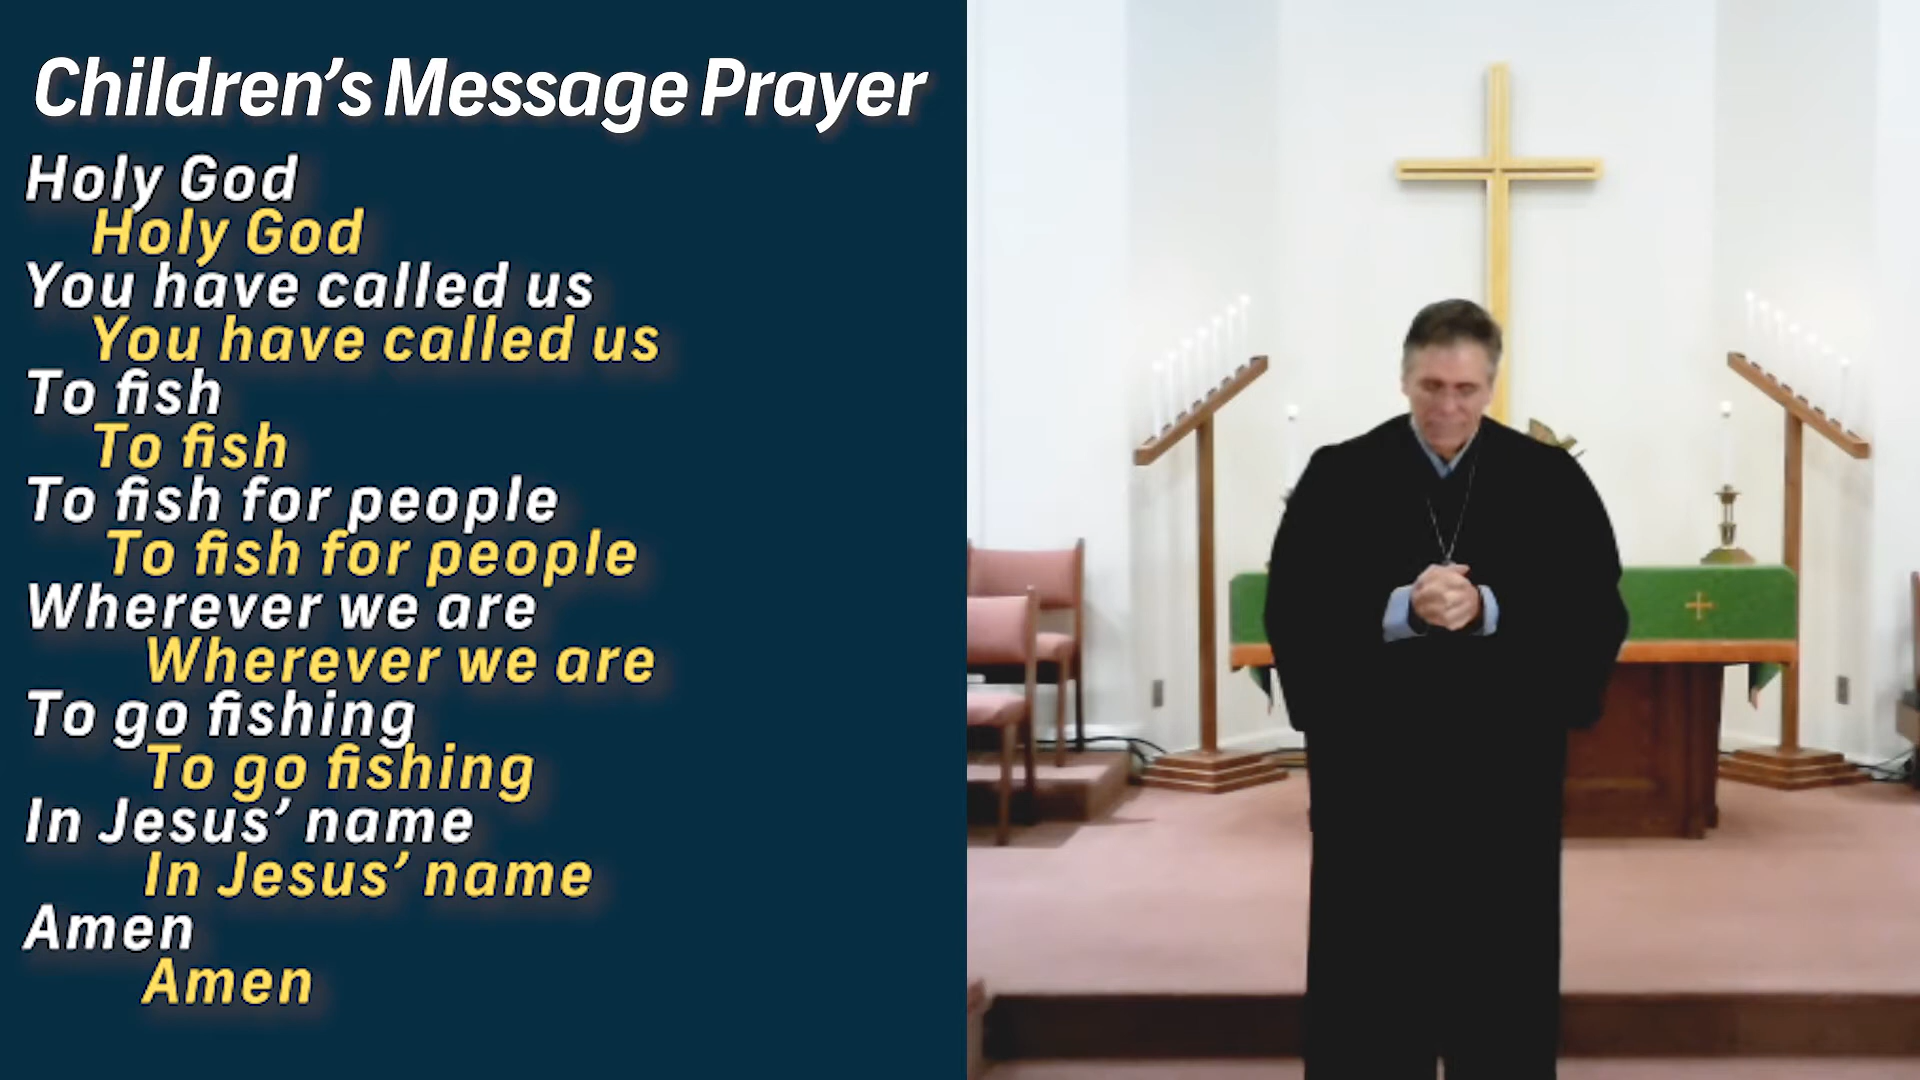 Children's Message Prayer
Holy God
Holy God
You have called us
You have called us
To fish
To fish
To fish for people
To fish for people
Wherever we are
Wherever we are
To go fishing
To go fishing
In Jesus' name
In Jesus' name
Amen
Amen